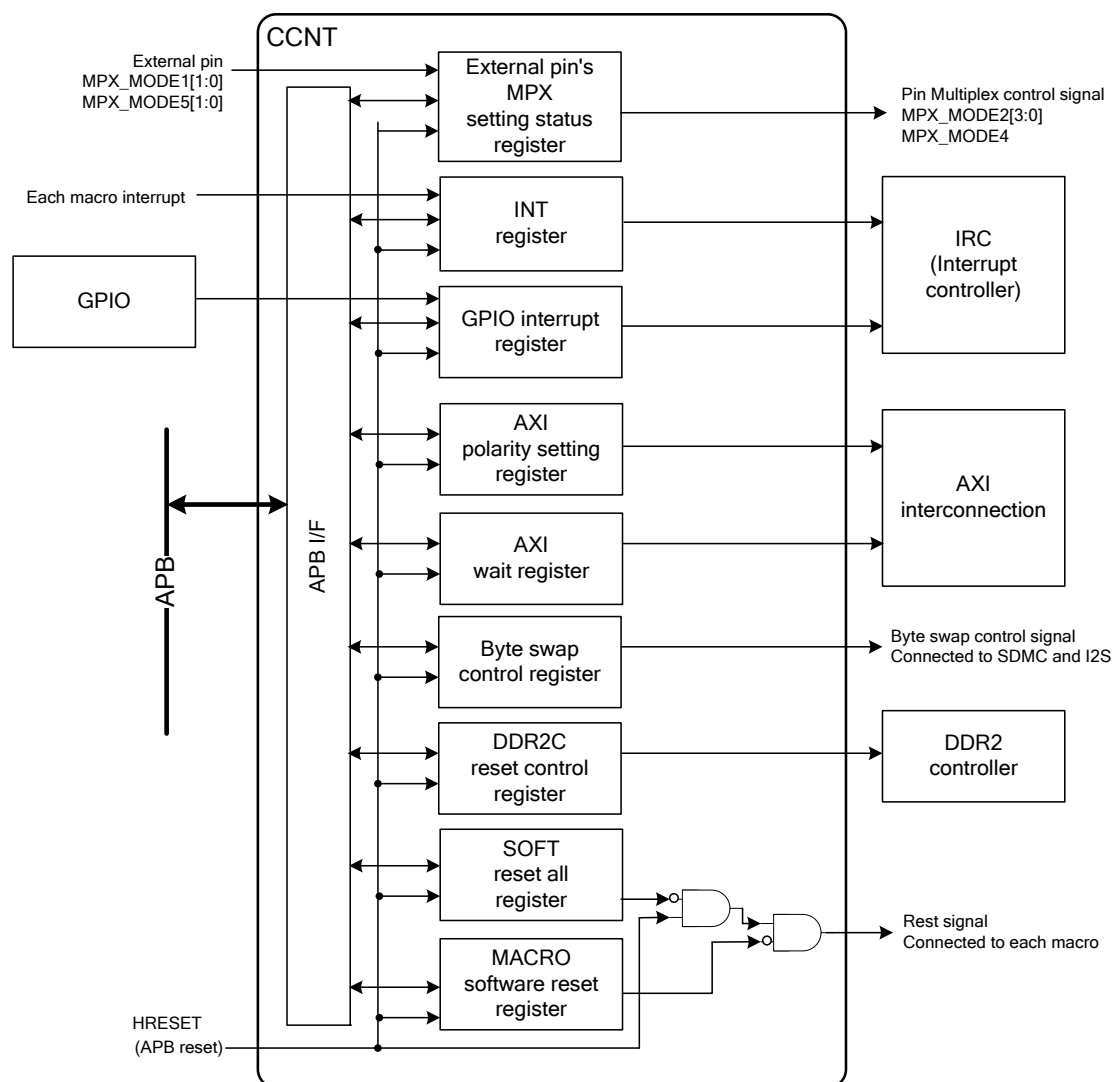 CCNT
External pin
MPX_MODE1[1:0]
MPX_MODE5[1:0]
External pin's
MPX
setting status
register
Pin Multiplex control signal
MPX_MODE2[3:0]
MPX_MODE4
Each macro interrupt
INT
register
IRC
(Interrupt
controller)
GPIO
GPIO interrupt
register
AXI
polarity setting
register
AXI
interconnection
APB
APB I/F
AXI
wait register
Byte swap
control register
Byte swap control signal
Connected to SDMC and I2S
DDR2C
reset control
register
DDR2
controller
SOFT
reset all
register
Rest signal
Connected to each macro
MACRO
software reset
register
HRESET
(APB reset)